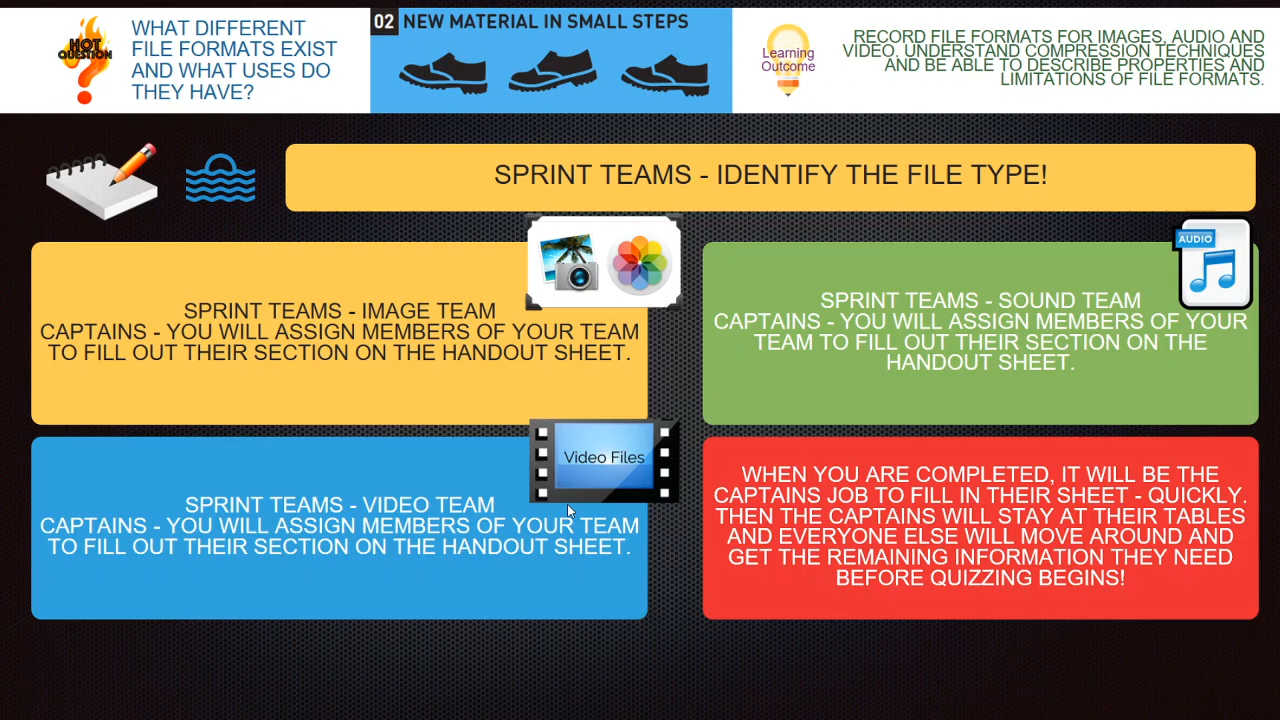 HOT
QUESTION
WHAT DIFFERENT
FILE FORMATS EXIST
AND WHAT USES DO
THEY HAVE?
02 NEW MATERIAL IN SMALL STEPS
Learning
Outcome
RECORD FILE FORMATS FOR IMAGES, AUDIO AND
VIDEO. UNDERSTAND COMPRESSION TECHNIQUES
AND BE ABLE TO DESCRIBE PROPERTIES AND
LIMITATIONS OF FILE FORMATS.
SPRINT TEAMS - IDENTIFY THE FILE TYPE!
SPRINT TEAMS - IMAGE TEAM
CAPTAINS - YOU WILL ASSIGN MEMBERS OF YOUR TEAM
TO FILL OUT THEIR SECTION ON THE HANDOUT SHEET.
AUDIO
SPRINT TEAMS - SOUND TEAM
CAPTAINS - YOU WILL ASSIGN MEMBERS OF YOUR
TEAM TO FILL OUT THEIR SECTION ON THE
HANDOUT SHEET.
Video Files
SPRINT TEAMS - VIDEO TEAM
CAPTAINS - YOU WILL ASSIGN MEMBERS OF YOUR TEAM
TO FILL OUT THEIR SECTION ON THE HANDOUT SHEET.
WHEN YOU ARE COMPLETED, IT WILL BE THE
CAPTAINS JOB TO FILL IN THEIR SHEET - QUICKLY.
THEN THE CAPTAINS WILL STAY AT THEIR TABLES
AND EVERYONE ELSE WILL MOVE AROUND AND
GET THE REMAINING INFORMATION THEY NEED
BEFORE QUIZZING BEGINS!